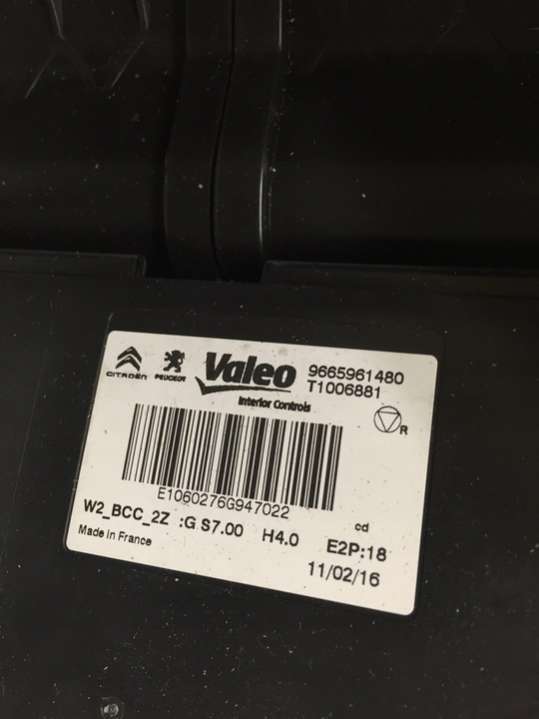 CITROËN PEUGEOT Valeo 9665961480
T1006881
Interior Controls
R
E1060276G947022
W2_BCC_2Z :G S7.00 H4.0 cd E2P:18
Made in France 11/02/16